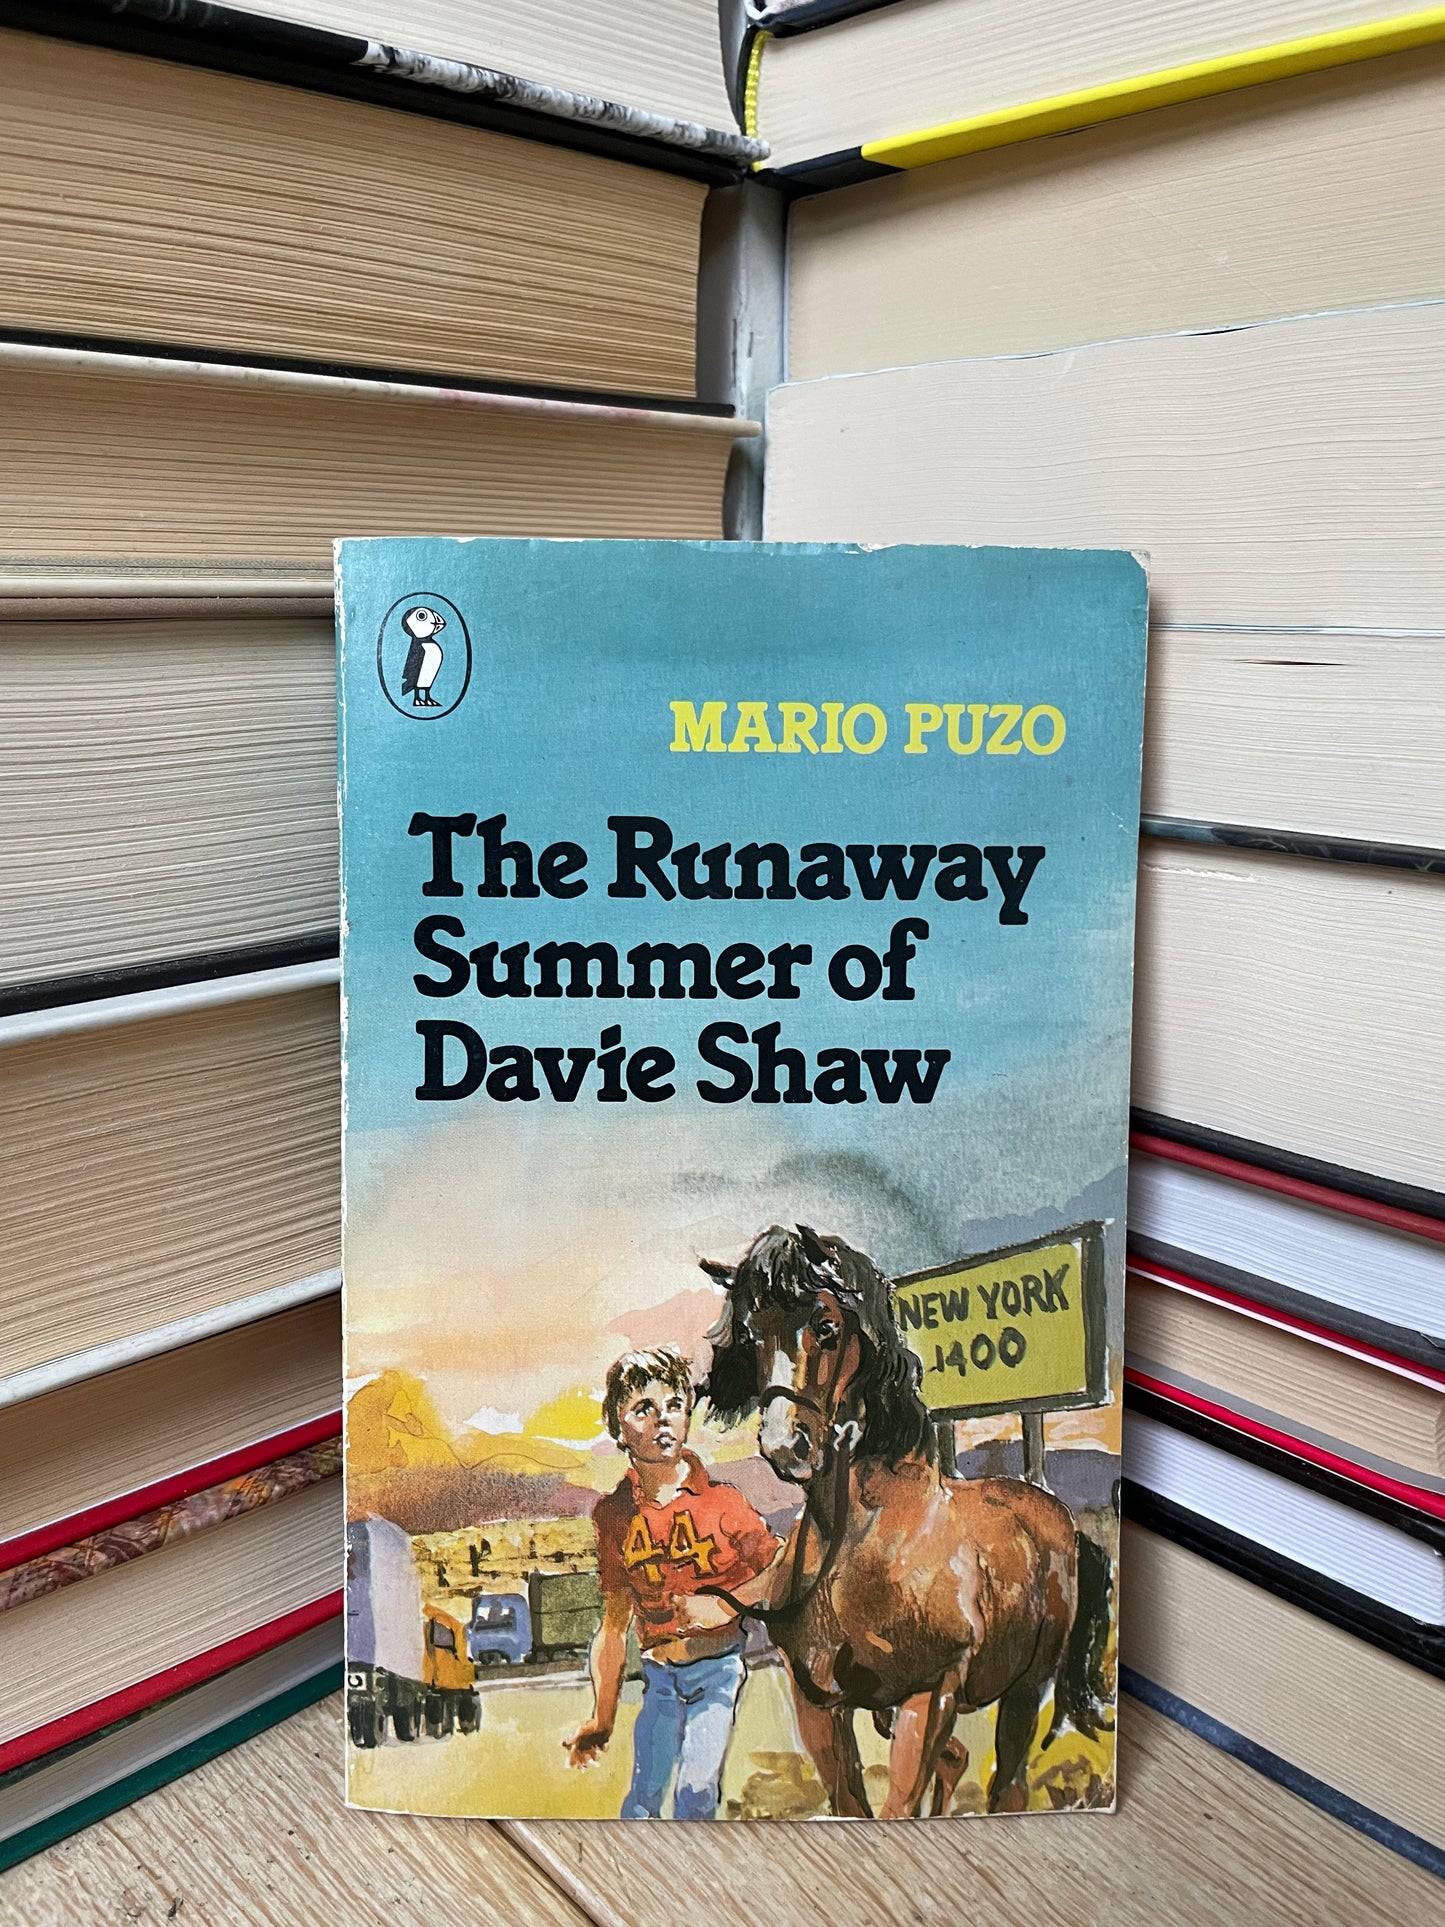 MARIO PUZO
The Runaway
Summer of
Davie Shaw
NEW YORK
1400
44